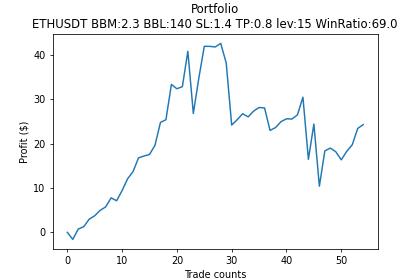 Portfolio
ETHUSDT BBM:2.3 BBL:140 SL:1.4 TP:0.8 lev:15 WinRatio:69.0
40
30
20
10
0
Profit ($)
0 10 20 30 40 50
Trade counts